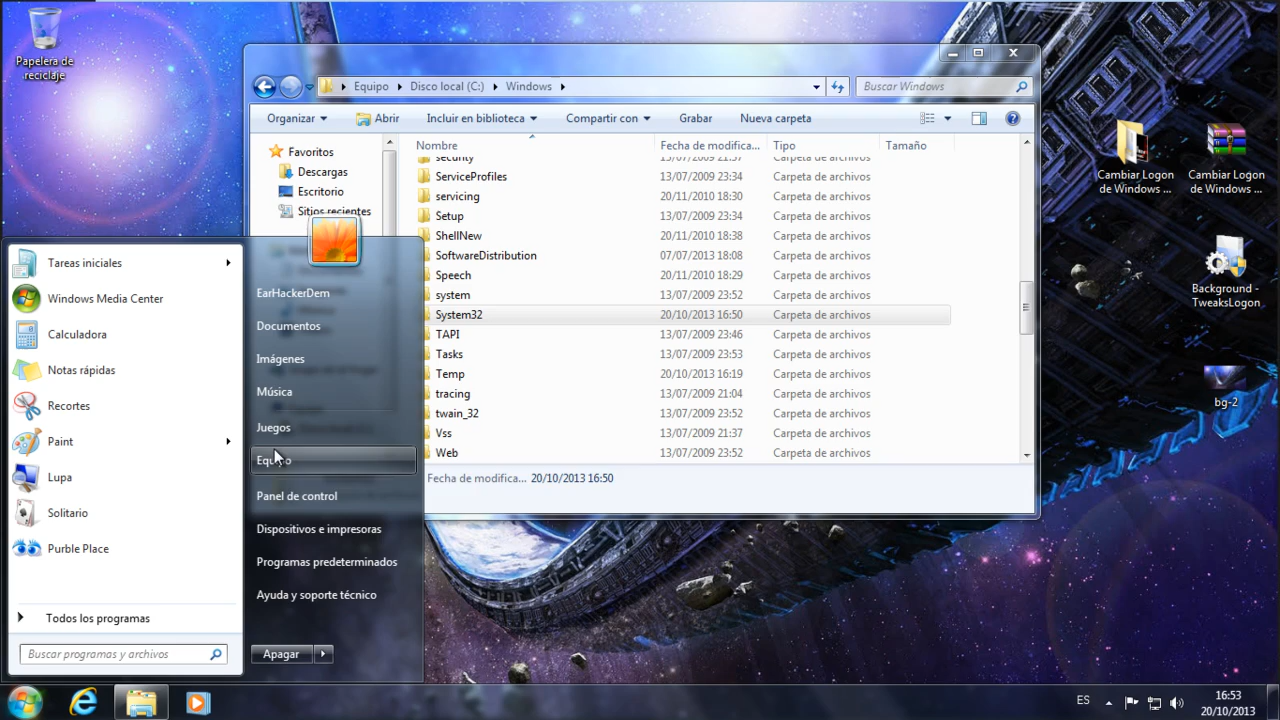 Papelera de
reciclaje
Equipo
Disco local (C:)
Windows
Buscar Windows
Organizar
Abrir
Incluir en biblioteca
Compartir con
Grabar
Nueva carpeta
Favoritos
Descargas
Escritorio
Sitios recientes
Nombre Fecha de modifica... Tipo Tamaño
security 13/07/2009 21:37 Carpeta de archivos
ServiceProfiles 13/07/2009 23:34 Carpeta de archivos
servicing 20/11/2010 18:30 Carpeta de archivos
Setup 13/07/2009 23:34 Carpeta de archivos
ShellNew 20/11/2010 18:38 Carpeta de archivos
SoftwareDistribution 07/07/2013 18:08 Carpeta de archivos
Speech 20/11/2010 18:29 Carpeta de archivos
system 13/07/2009 23:52 Carpeta de archivos
System32 20/10/2013 16:50 Carpeta de archivos
TAPI 13/07/2009 23:46 Carpeta de archivos
Tasks 13/07/2009 23:53 Carpeta de archivos
Temp 20/10/2013 16:19 Carpeta de archivos
tracing 13/07/2009 21:04 Carpeta de archivos
twain_32 13/07/2009 23:52 Carpeta de archivos
Vss 13/07/2009 21:37 Carpeta de archivos
Web 13/07/2009 23:52 Carpeta de archivos
Fecha de modifica... 20/10/2013 16:50
Tareas iniciales
Windows Media Center
Calculadora
Notas rápidas
Recortes
Paint
Lupa
Solitario
Purble Place
Todos los programas
Buscar programas y archivos
EarHackerDem
Documentos
Imágenes
Música
Juegos
Equipo
Panel de control
Dispositivos e impresoras
Programas predeterminados
Ayuda y soporte técnico
Apagar
Cambiar Logon
de Windows ...
Cambiar Logon
de Windows ...
Background -
TweaksLogon
bg-2
ES
16:53
20/10/2013